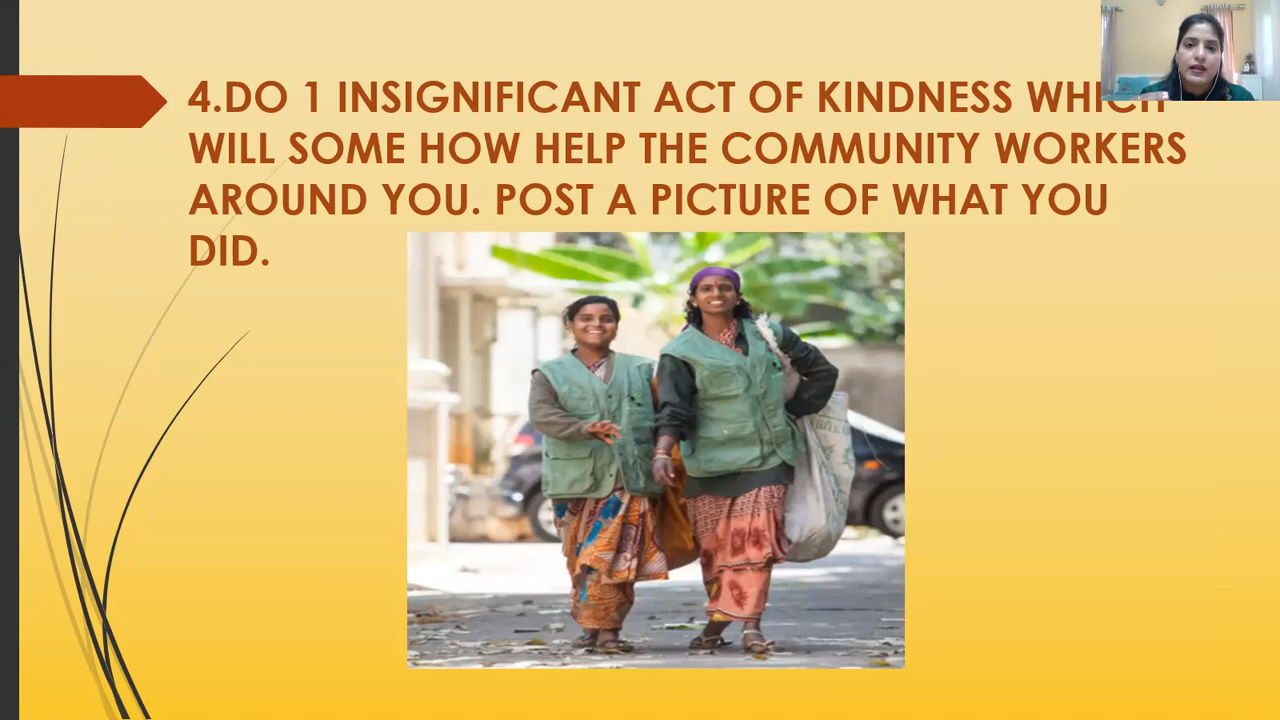 4.DO 1 INSIGNIFICANT ACT OF KINDNESS WHICH
WILL SOME HOW HELP THE COMMUNITY WORKERS
AROUND YOU. POST A PICTURE OF WHAT YOU
DID.